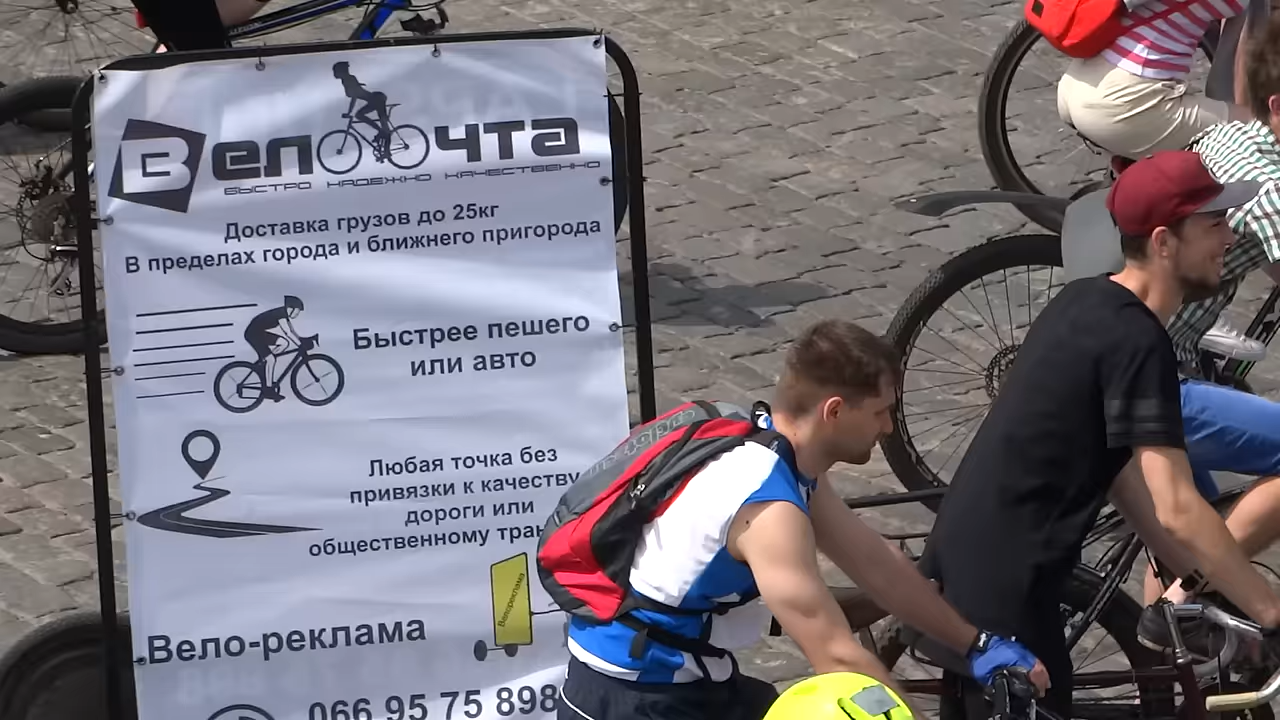 ВелОчта
БЫСТРО НАДЕЖНО КАЧЕСТВЕННО
Доставка грузов до 25кг
В пределах города и ближнего пригорода
Быстрее пешего
или авто
Любая точка без
привязки к качеству
дороги или
общественному тран
Велореклама
Вело-реклама
066 95 75 898